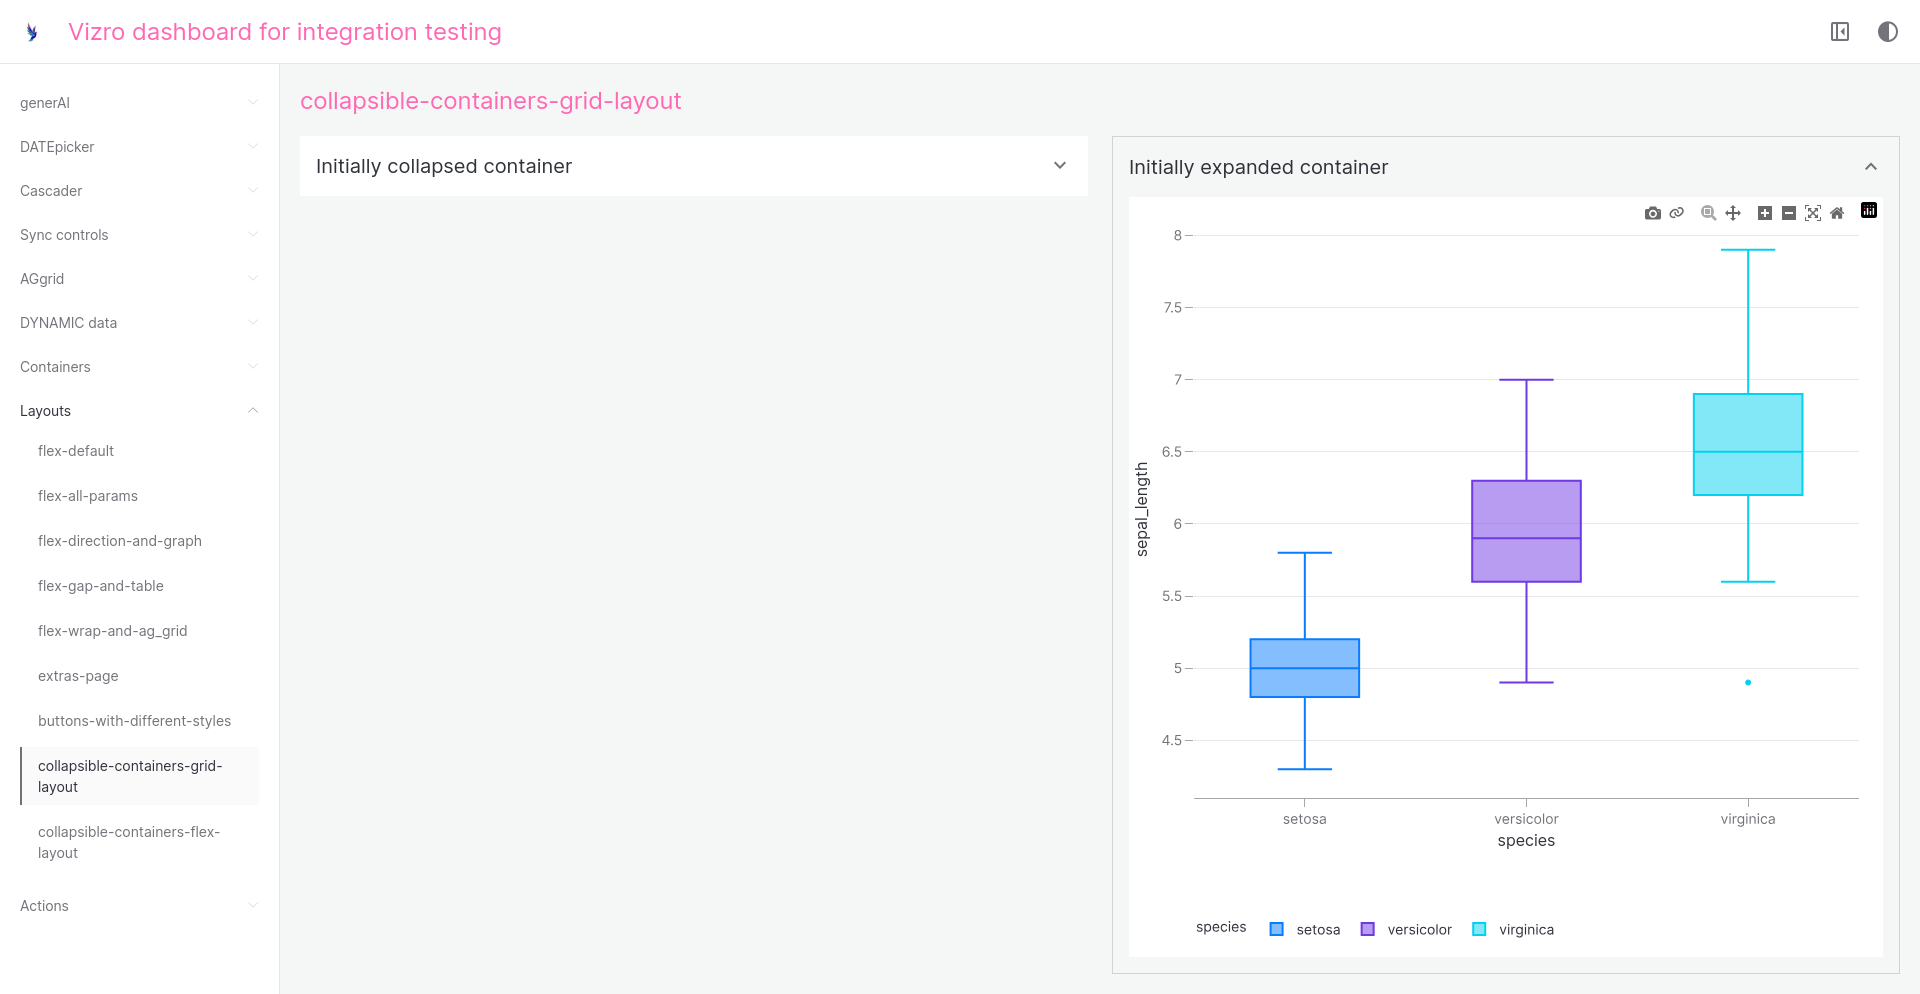 Vizro dashboard for integration testing
generAI
DATEpicker
Cascader
Sync controls
AGgrid
DYNAMIC data
Containers
Layouts
flex-default
flex-all-params
flex-direction-and-graph
flex-gap-and-table
flex-wrap-and-ag_grid
extras-page
buttons-with-different-styles
collapsible-containers-grid-
layout
collapsible-containers-flex-
layout
Actions
collapsible-containers-grid-layout
Initially collapsed container
Initially expanded container
8
7.5
7
6.5
6
5.5
5
4.5
sepal_length
setosa versicolor virginica
species
species setosa versicolor virginica